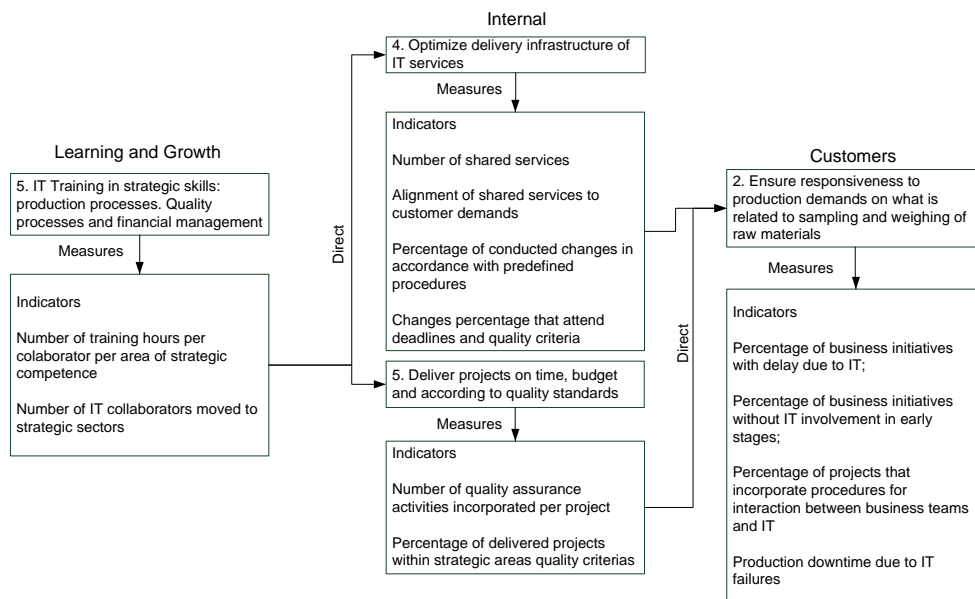 Learning and Growth
5. IT Training in strategic skills:
production processes. Quality
processes and financial management
Measures
Indicators
Number of training hours per
colaborator per area of strategic
competence
Number of IT collaborators moved to
strategic sectors
Direct
Internal
4. Optimize delivery infrastructure of
IT services
Measures
Indicators
Number of shared services
Alignment of shared services to
customer demands
Percentage of conducted changes in
accordance with predefined
procedures
Changes percentage that attend
deadlines and quality criteria
5. Deliver projects on time, budget
and according to quality standards
Measures
Indicators
Number of quality assurance
activities incorporated per project
Percentage of delivered projects
within strategic areas quality criterias
Direct
Customers
2. Ensure responsiveness to
production demands on what is
related to sampling and weighing of
raw materials
Measures
Indicators
Percentage of business initiatives
with delay due to IT;
Percentage of business initiatives
without IT involvement in early
stages;
Percentage of projects that
incorporate procedures for
interaction between business teams
and IT
Production downtime due to IT
failures